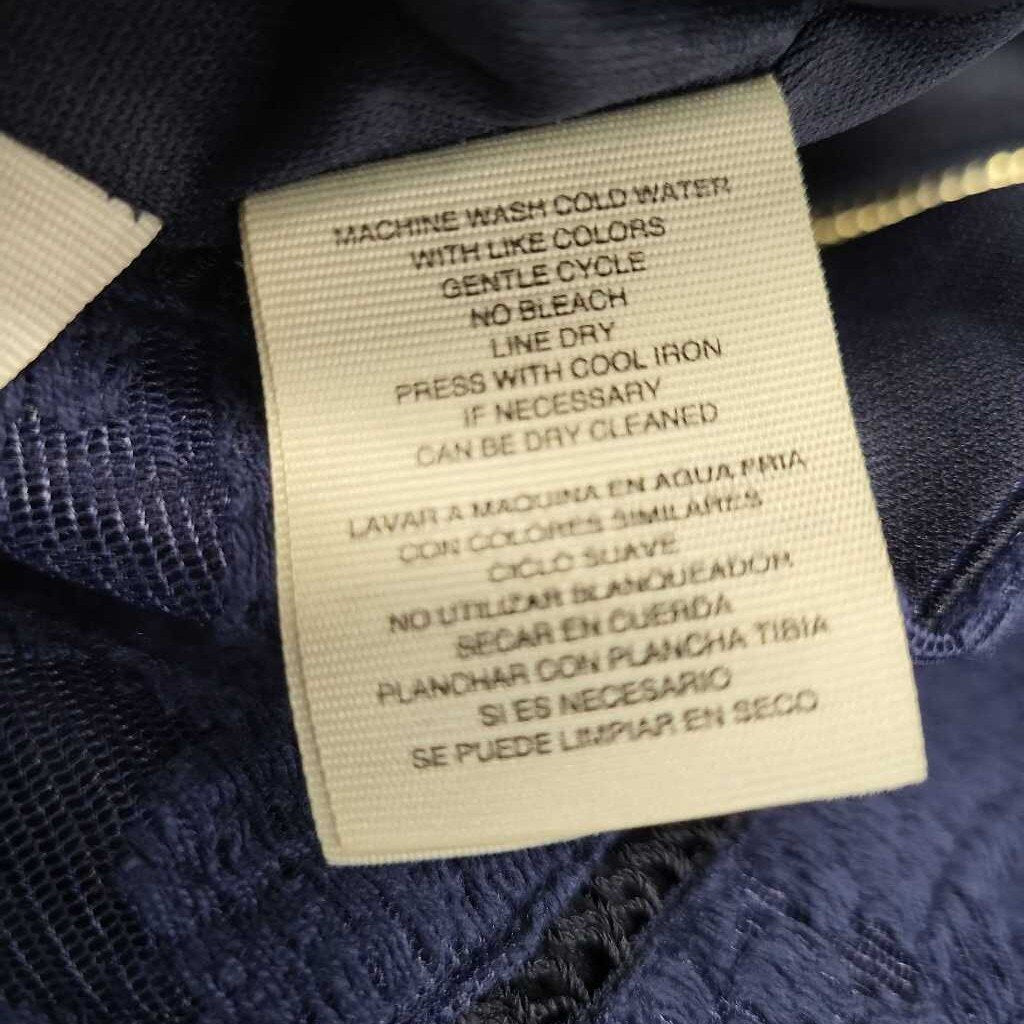 MACHINE WASH COLD WATER
WITH LIKE COLORS
GENTLE CYCLE
NO BLEACH
LINE DRY
PRESS WITH COOL IRON
IF NECESSARY
CAN BE DRY CLEANED
LAVAR A MAQUINA EN AGUA FRIA
CON COLORES SIMILARES
CICLO SUAVE
NO UTILIZAR BLANQUEADOR
SECAR EN CUERDA
PLANCHAR CON PLANCHA TIBIA
SI ES NECESARIO
SE PUEDE LIMPIAR EN SECO